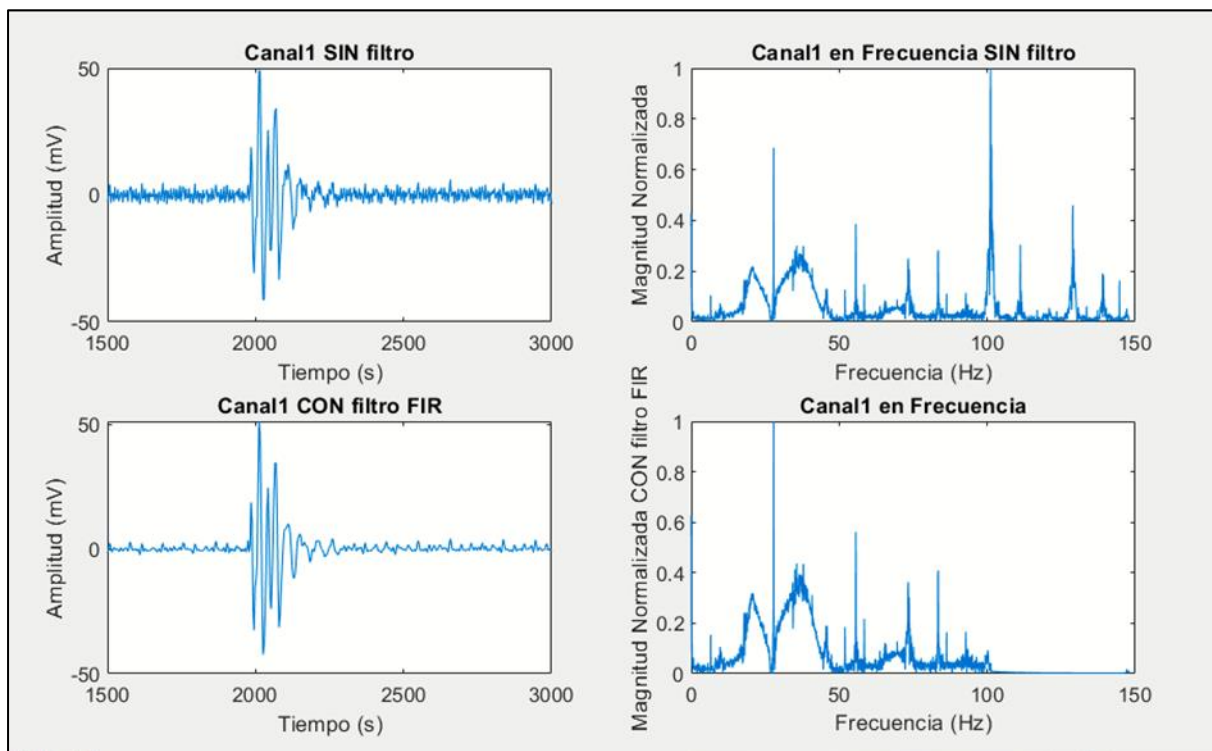 Canal1 SIN filtro
50
0
-50
Amplitud (mV)
1500
2000
2500
3000
Tiempo (s)
Canal1 en Frecuencia SIN filtro
1
0.8
0.6
0.4
0.2
0
Magnitud Normalizada
0
50
100
150
Frecuencia (Hz)
Canal1 CON filtro FIR
50
0
-50
Amplitud (mV)
1500
2000
2500
3000
Tiempo (s)
Canal1 en Frecuencia
1
0.8
0.6
0.4
0.2
0
Magnitud Normalizada CON filtro FIR
0
50
100
150
Frecuencia (Hz)